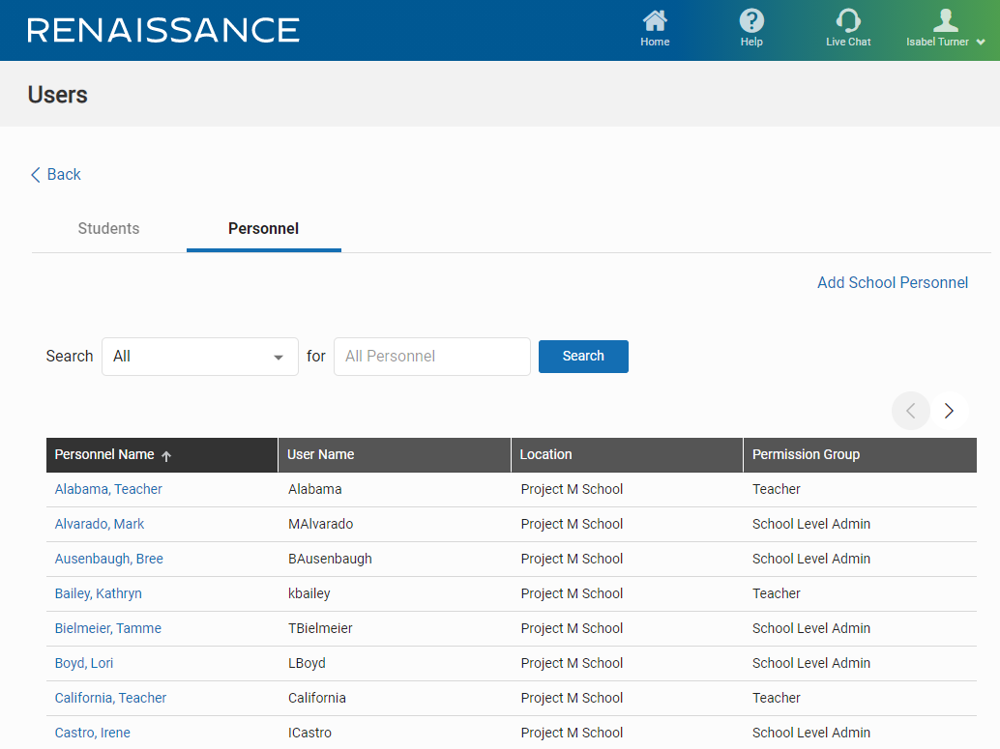 RENAISSANCE
Home
Help
Live Chat
Isabel Turner
Users
Back
Students Personnel
Add School Personnel
Search All for All Personnel Search
Personnel Name User Name Location Permission Group
Alabama, Teacher Alabama Project M School Teacher
Alvarado, Mark MAlvarado Project M School School Level Admin
Ausenbaugh, Bree BAusenbaugh Project M School School Level Admin
Bailey, Kathryn kbailey Project M School Teacher
Bielmeier, Tamme TBielmeier Project M School School Level Admin
Boyd, Lori LBoyd Project M School School Level Admin
California, Teacher California Project M School Teacher
Castro, Irene ICastro Project M School School Level Admin